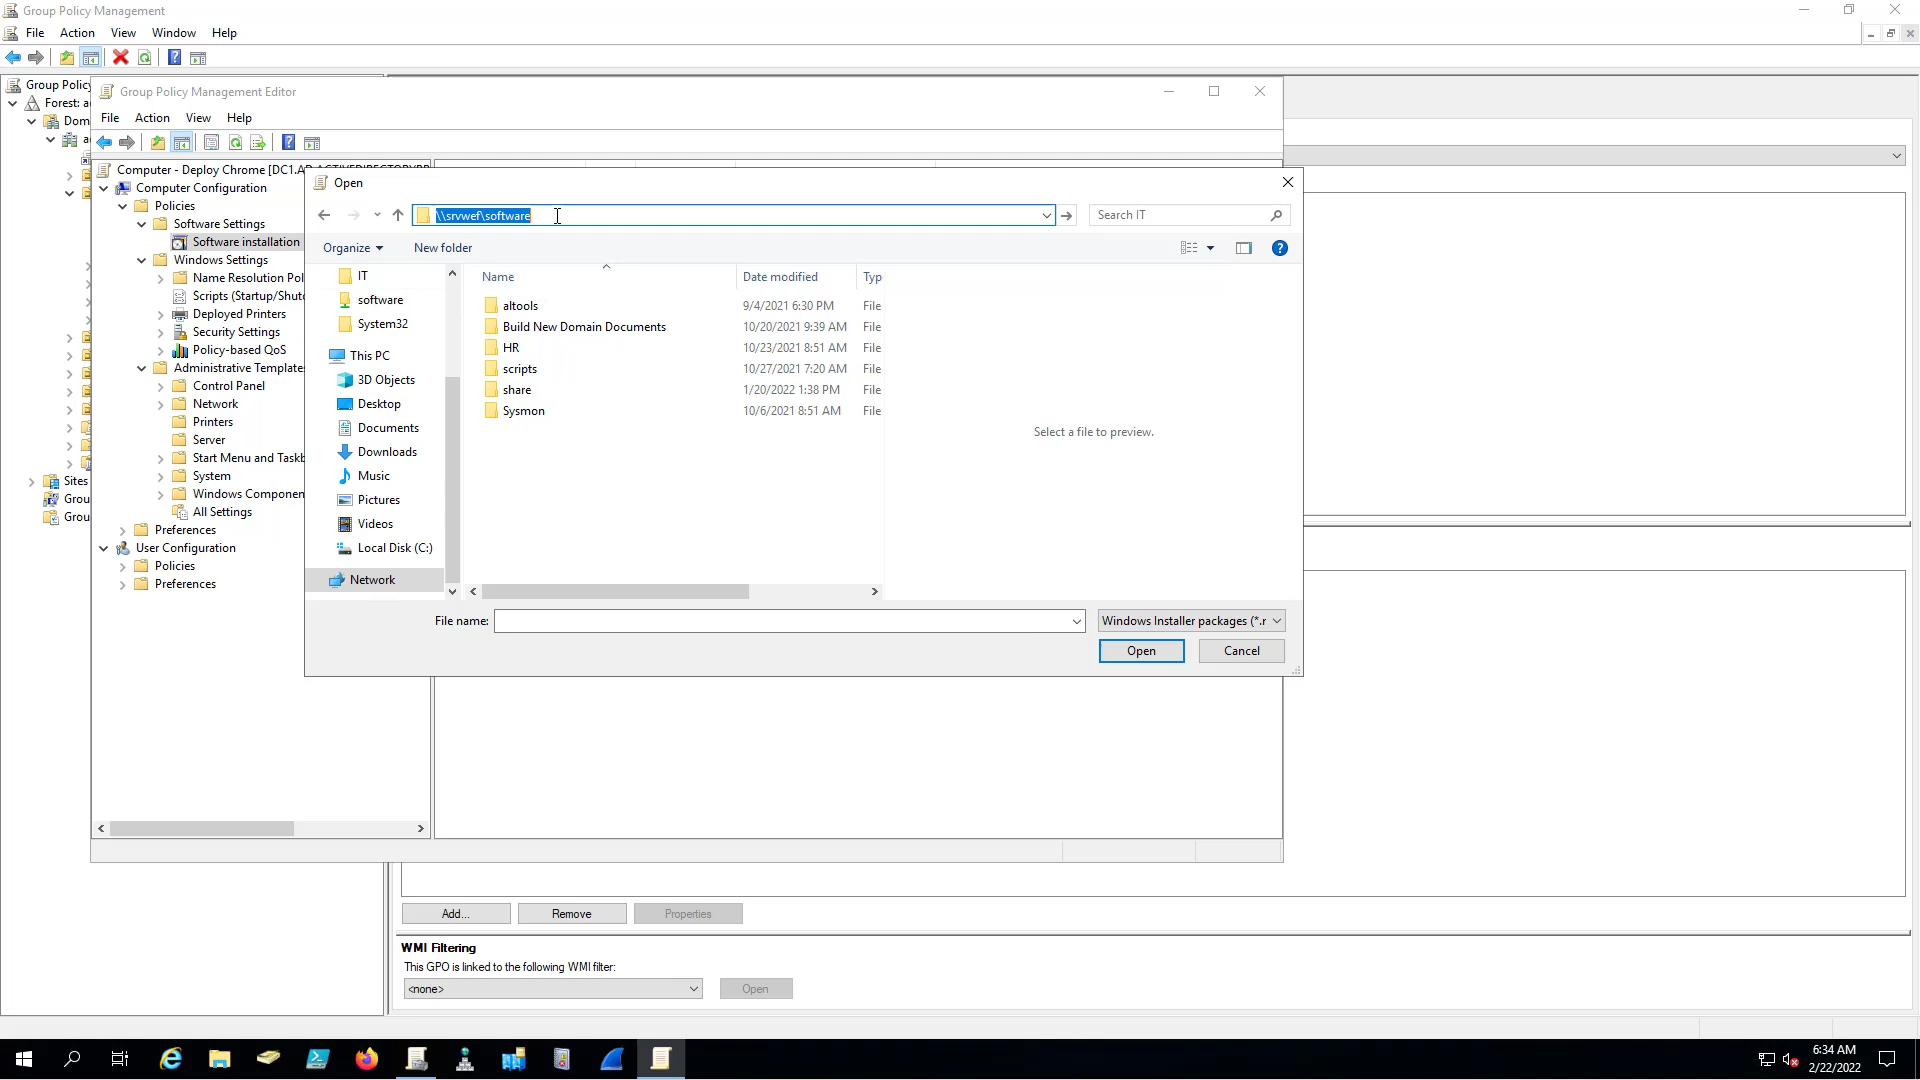 Group Policy Management
File Action View Window Help
Group Policy
Forest: a
Dom
a
Sites
Grou
Grou
Group Policy Management Editor
File Action View Help
Computer - Deploy Chrome [DC1.AD.ACTIVEDIRECTORYPR
Computer Configuration
Policies
Software Settings
Software installation
Windows Settings
Name Resolution Pol
Scripts (Startup/Shutc
Deployed Printers
Security Settings
Policy-based QoS
Administrative Template
Control Panel
Network
Printers
Server
Start Menu and Taskb
System
Windows Componen
All Settings
Preferences
User Configuration
Policies
Preferences
Open
\\srvwef\software
Search IT
Organize New folder
IT
software
System32
This PC
3D Objects
Desktop
Documents
Downloads
Music
Pictures
Videos
Local Disk (C:)
Network
Name Date modified Typ
altools 9/4/2021 6:30 PM File
Build New Domain Documents 10/20/2021 9:39 AM File
HR 10/23/2021 8:51 AM File
scripts 10/27/2021 7:20 AM File
share 1/20/2022 1:38 PM File
Sysmon 10/6/2021 8:51 AM File
Select a file to preview.
File name: Windows Installer packages (*.r
Open Cancel
Add... Remove Properties
WMI Filtering
This GPO is linked to the following WMI filter:
<none> Open
6:34 AM
2/22/2022